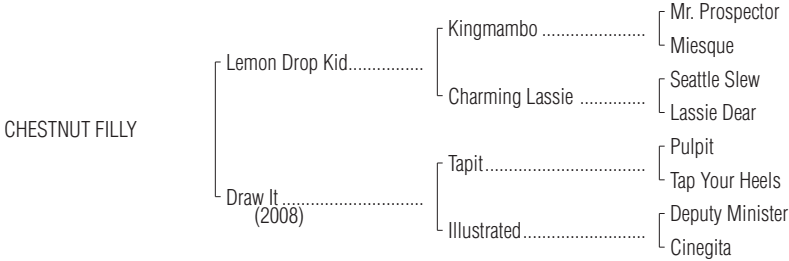 Mr. Prospector
Kingmambo ......................
Miesque
Lemon Drop Kid................
Seattle Slew
Charming Lassie ..............
Lassie Dear
CHESTNUT FILLY
Pulpit
Tapit..................................
Tap Your Heels
Draw It ..............................
(2008)
Deputy Minister
Illustrated..........................
Cinegita